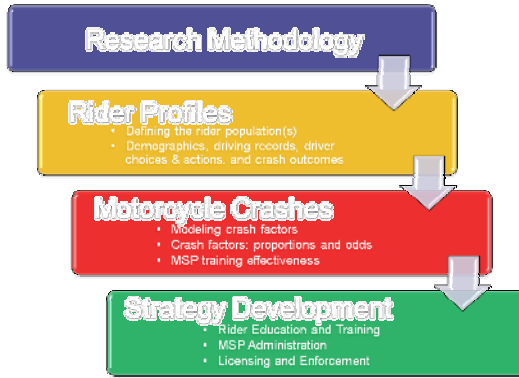 Research Methodology
Rider Profiles
• Defining the rider population(s)
• Demographics, driving records, driver
choices & actions, and crash outcomes
Motorcycle Crashes
• Modeling crash factors
• Crash factors: proportions and odds
• MSP training effectiveness
Strategy Development
• Rider Education and Training
• MSP Administration
• Licensing and Enforcement